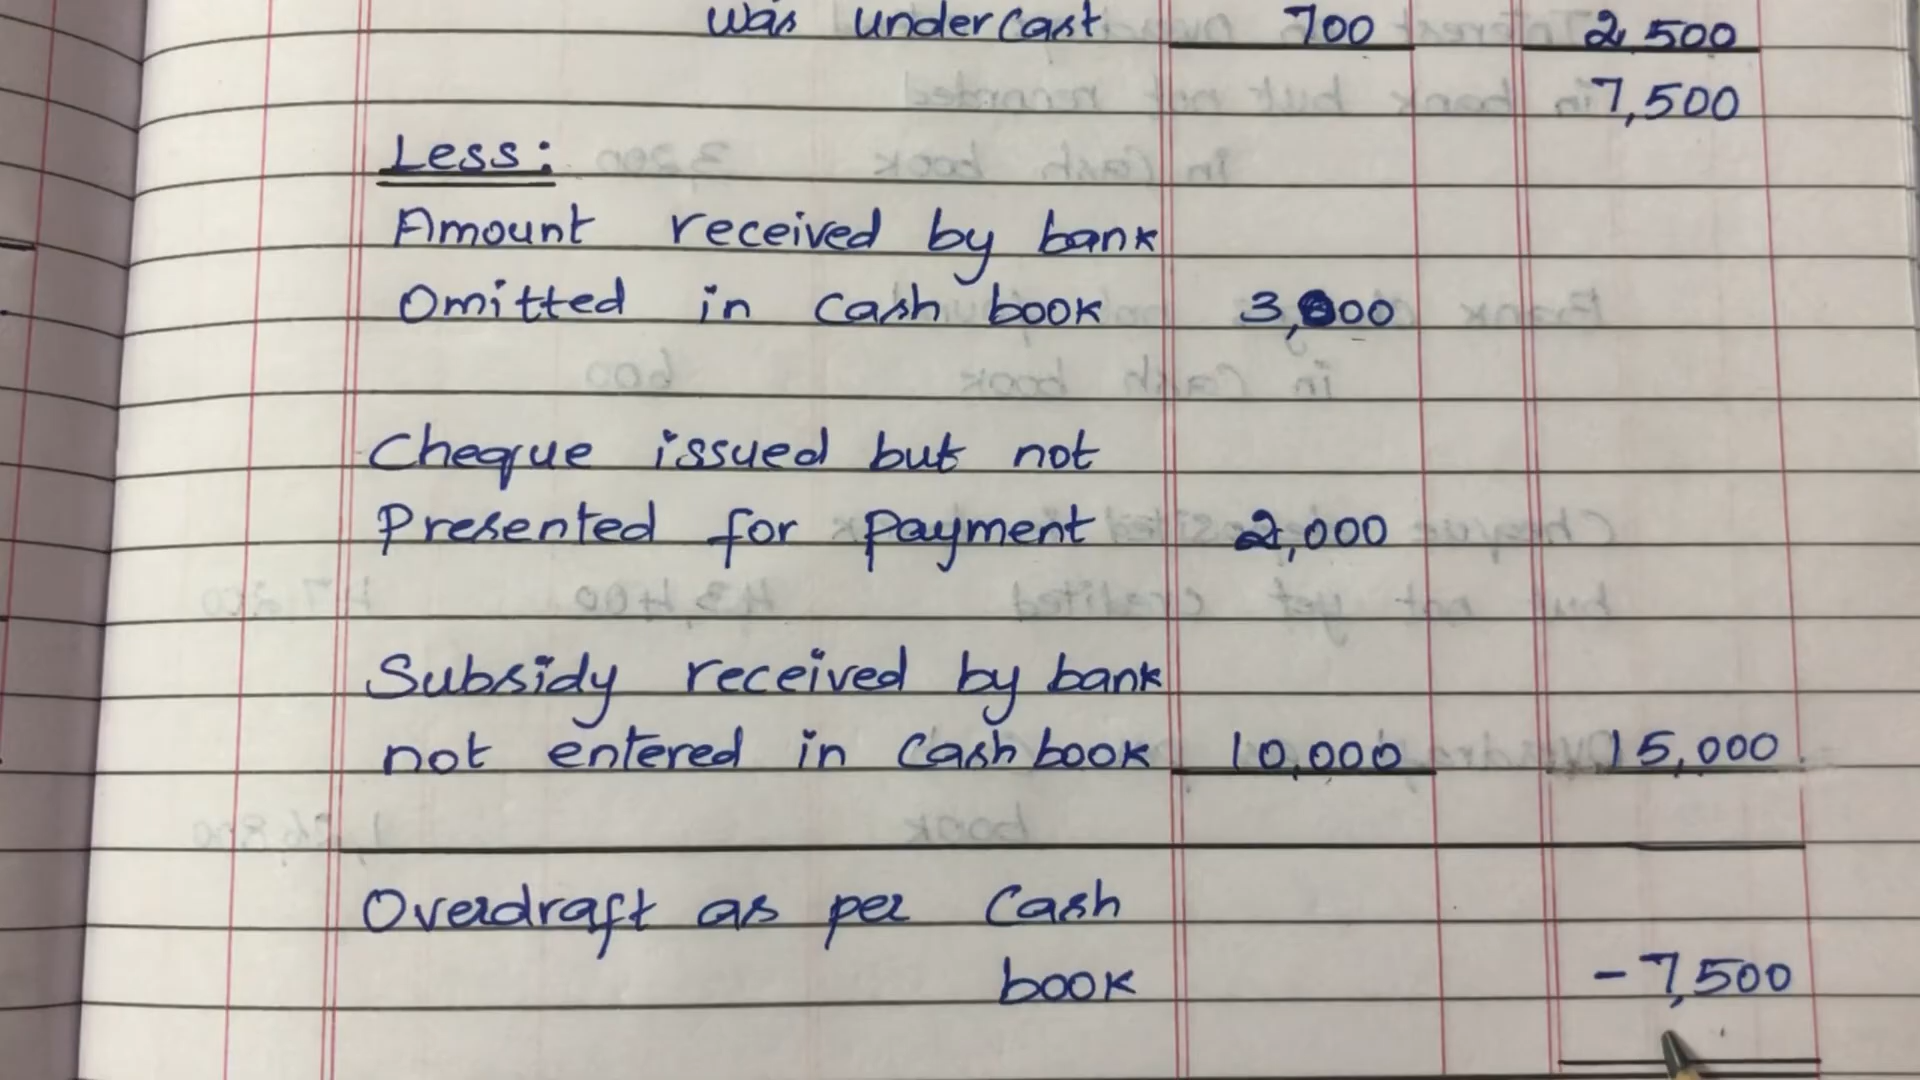 was undercast 700 2,500
7,500
Less:
Amount received by bank
Omitted in cash book 3,000
Cheque issued but not
Presented for payment 2,000
Subsidy received by bank
not entered in Cash book 10,000 15,000
Overdraft as per Cash
book -7,500